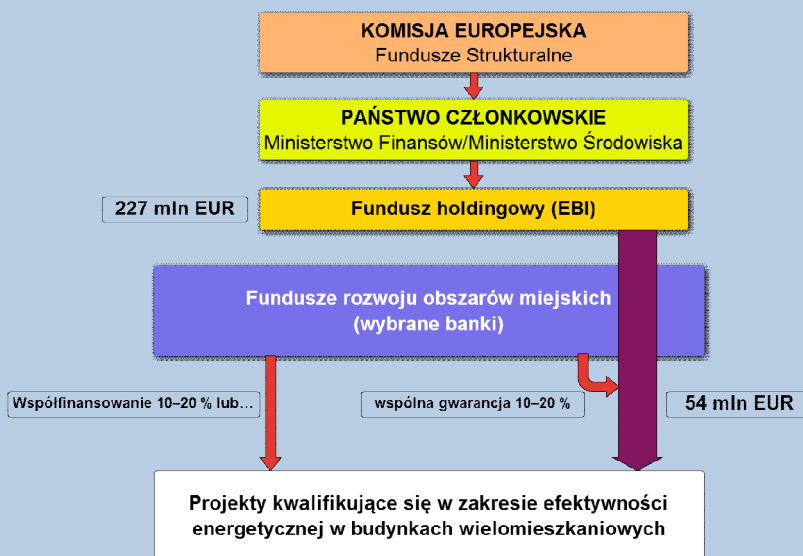 KOMISJA EUROPEJSKA
Fundusze Strukturalne
PAŃSTWO CZŁONKOWSKIE
Ministerstwo Finansów/Ministerstwo Środowiska
227 mln EUR
Fundusz holdingowy (EBI)
Fundusze rozwoju obszarów miejskich
(wybrane banki)
Współfinansowanie 10–20 % lub...
wspólna gwarancja 10–20 %
54 mln EUR
Projekty kwalifikujące się w zakresie efektywności
energetycznej w budynkach wielomieszkaniowych